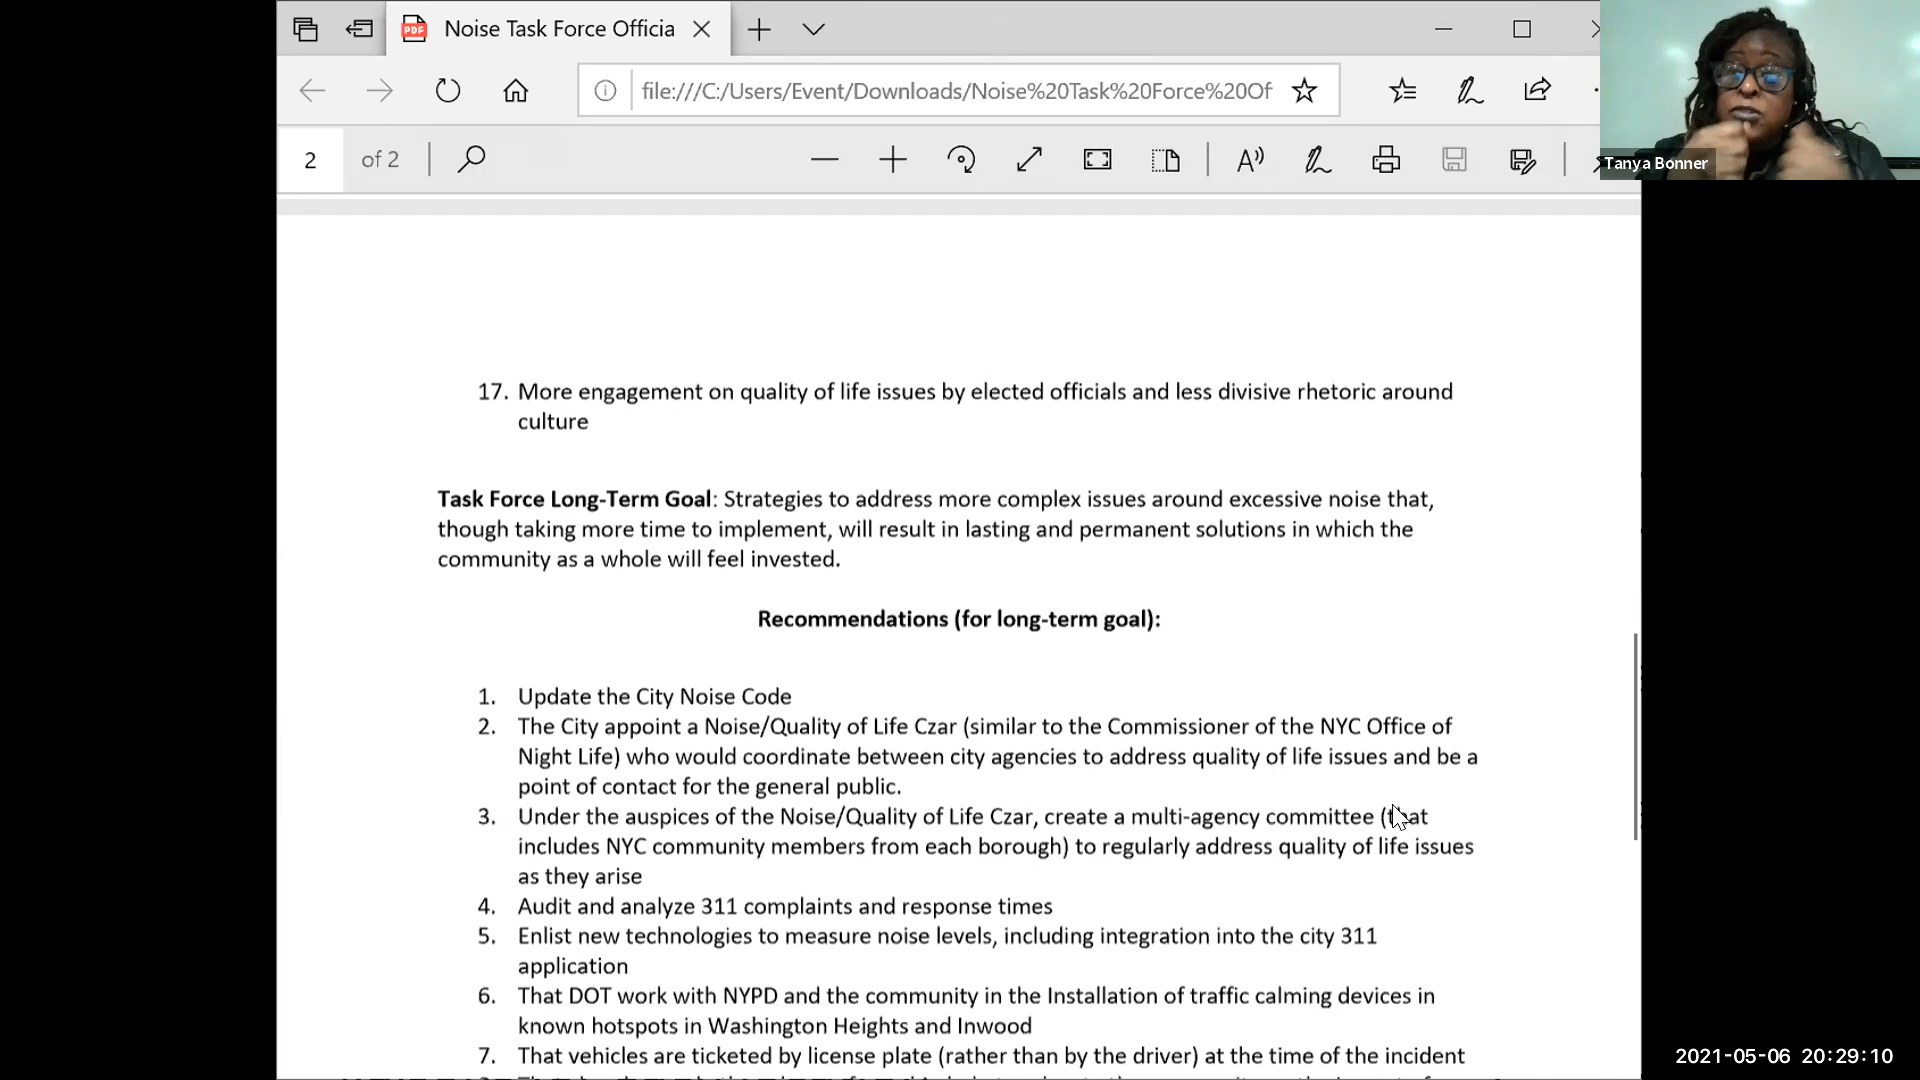 Noise Task Force Officia
file:///C:/Users/Event/Downloads/Noise%20Task%20Force%20Of
2 of 2
Tanya Bonner
17. More engagement on quality of life issues by elected officials and less divisive rhetoric around
culture
Task Force Long-Term Goal: Strategies to address more complex issues around excessive noise that,
though taking more time to implement, will result in lasting and permanent solutions in which the
community as a whole will feel invested.
Recommendations (for long-term goal):
1. Update the City Noise Code
2. The City appoint a Noise/Quality of Life Czar (similar to the Commissioner of the NYC Office of
Night Life) who would coordinate between city agencies to address quality of life issues and be a
point of contact for the general public.
3. Under the auspices of the Noise/Quality of Life Czar, create a multi-agency committee (that
includes NYC community members from each borough) to regularly address quality of life issues
as they arise
4. Audit and analyze 311 complaints and response times
5. Enlist new technologies to measure noise levels, including integration into the city 311
application
6. That DOT work with NYPD and the community in the Installation of traffic calming devices in
known hotspots in Washington Heights and Inwood
7. That vehicles are ticketed by license plate (rather than by the driver) at the time of the incident
2021-05-06 20:29:10